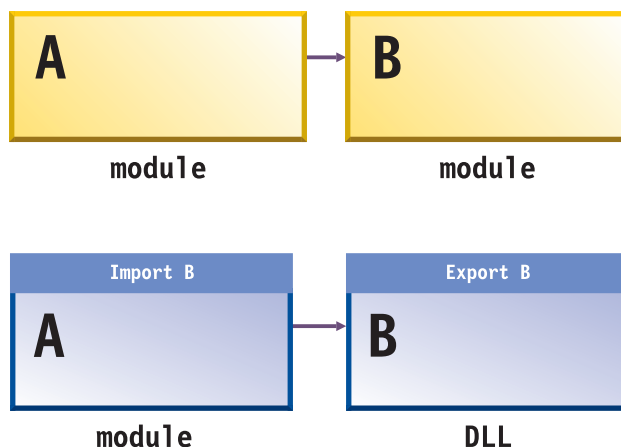 A B
module module
Import B Export B
A B
module DLL